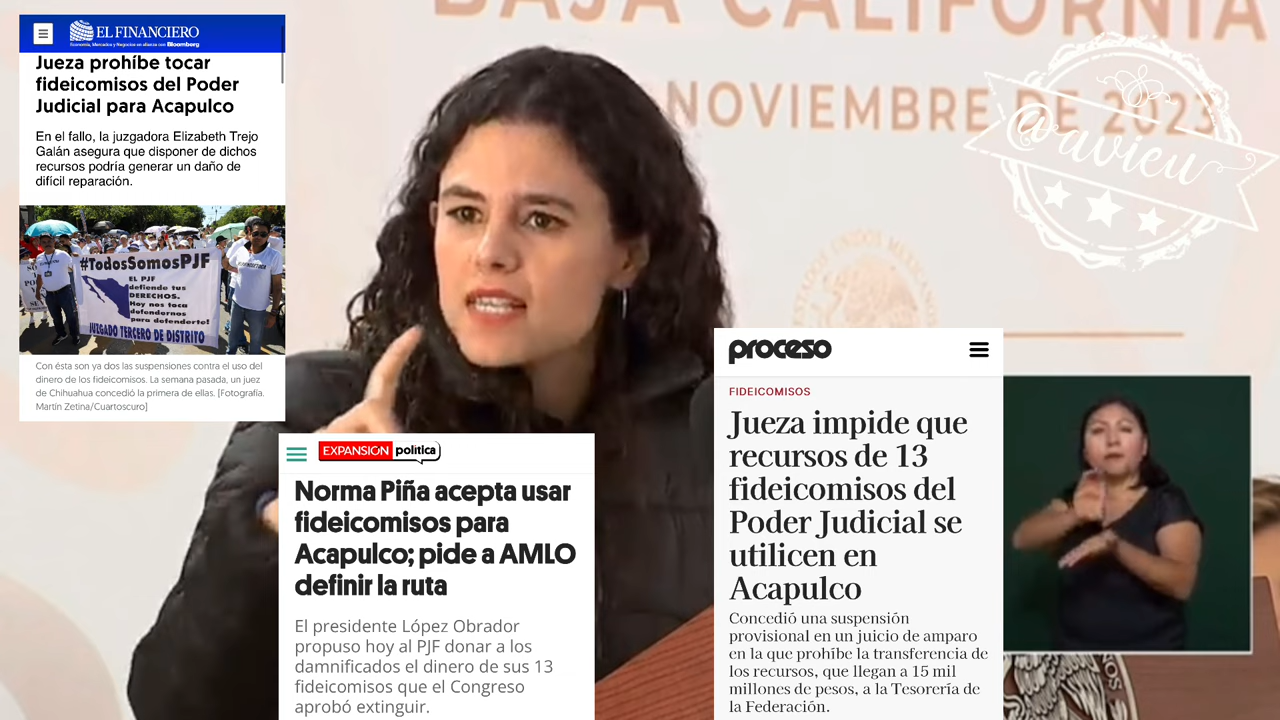 BAJA CALIFORNIA
NOVIEMBRE DE 2023
@avieu
EL FINANCIERO
Economía, Mercados y Negocios en alianza con Bloomberg
Jueza prohíbe tocar
fideicomisos del Poder
Judicial para Acapulco
En el fallo, la juzgadora Elizabeth Trejo
Galán asegura que disponer de dichos
recursos podría generar un daño de
difícil reparación.
#TodosSomosPJF
EL PJF
defiende tus
DERECHOS.
Hoy nos toca
defendernos
para defenderte!
JUZGADO TERCERO DE DISTRITO
Con ésta son ya dos las suspensiones contra el uso del
dinero de los fideicomisos. La semana pasada, un juez
de Chihuahua concedió la primera de ellas. [Fotografía.
Martín Zetina/Cuartoscuro]
EXPANSION política
Norma Piña acepta usar
fideicomisos para
Acapulco; pide a AMLO
definir la ruta
El presidente López Obrador
propuso hoy al PJF donar a los
damnificados el dinero de sus 13
fideicomisos que el Congreso
aprobó extinguir.
proceso
FIDEICOMISOS
Jueza impide que
recursos de 13
fideicomisos del
Poder Judicial se
utilicen en
Acapulco
Concedió una suspensión
provisional en un juicio de amparo
en la que prohíbe la transferencia de
los recursos, que llegan a 15 mil
millones de pesos, a la Tesorería de
la Federación.